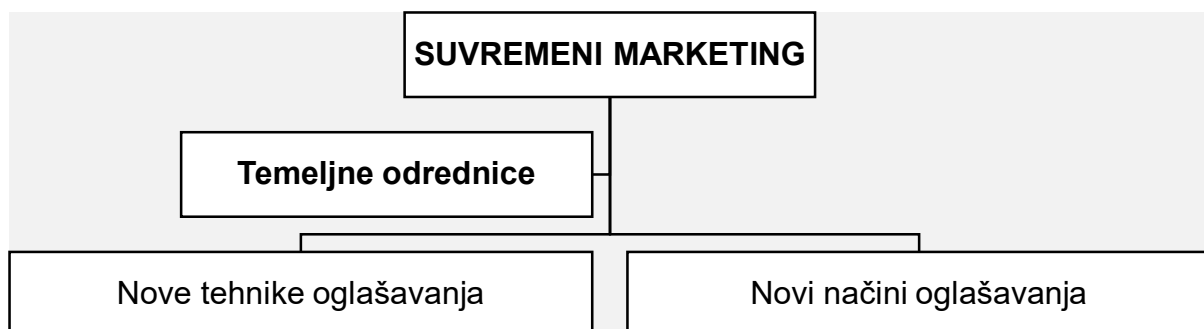 SUVREMENI MARKETING
Temeljne odrednice
Nove tehnike oglašavanja
Novi načini oglašavanja